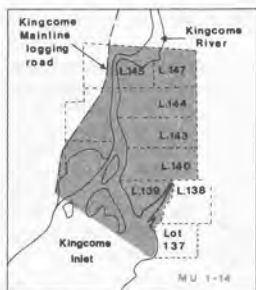 Kingcome
Mainline
logging
road
Kingcome
River
L.145
L.147
L.144
L.143
L.140
L.139
L.138
Lot
137
Kingcome
Inlet
MU 1-14